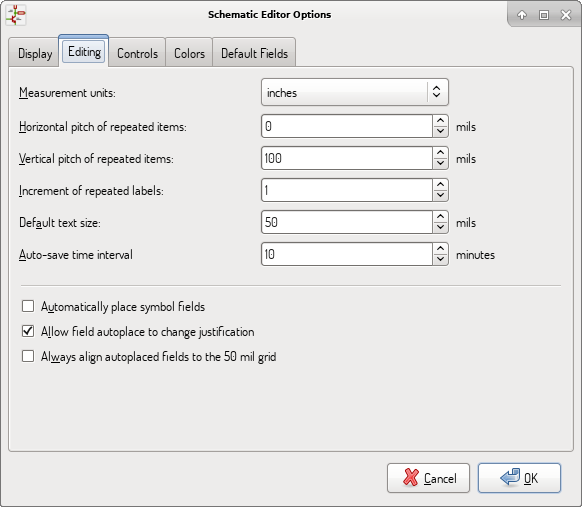 Schematic Editor Options
Display Editing Controls Colors Default Fields
Measurement units: inches
Horizontal pitch of repeated items: 0 mils
Vertical pitch of repeated items: 100 mils
Increment of repeated labels: 1
Default text size: 50 mils
Auto-save time interval 10 minutes
Automatically place symbol fields
Allow field autoplace to change justification
Always align autoplaced fields to the 50 mil grid
Cancel OK